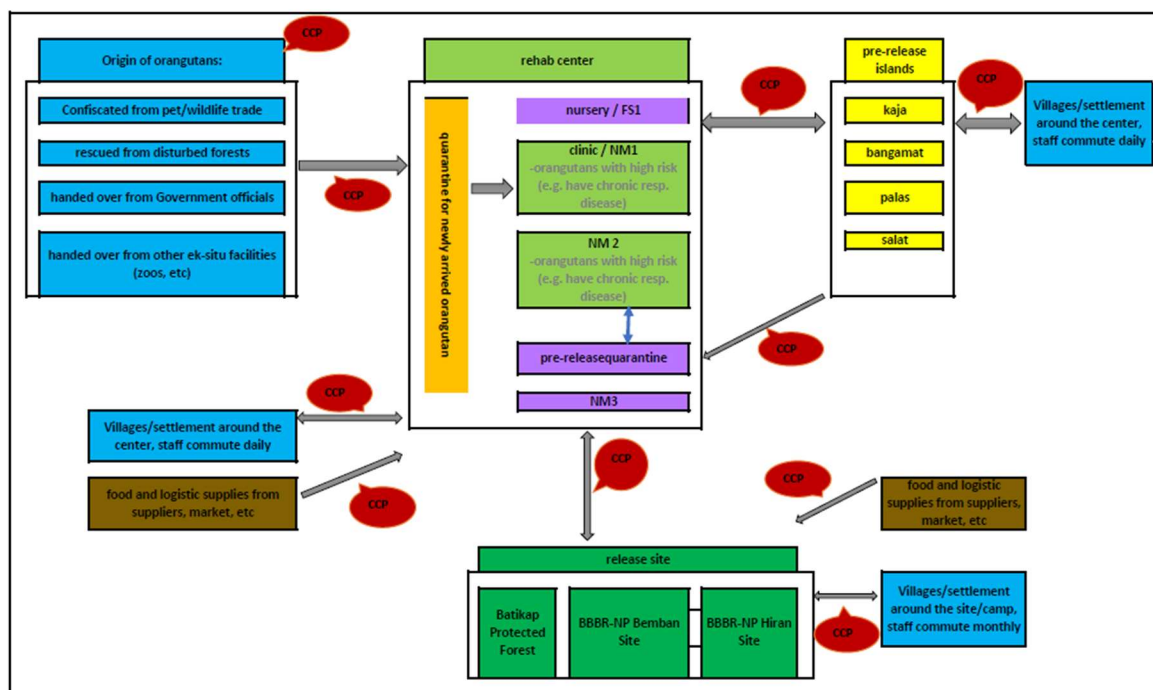 CCP
Origin of orangutans:
Confiscated from pet/wildlife trade
rescued from disturbed forests
handed over from Government officials
handed over from other ek-situ facilities
(zoos, etc)
CCP
rehab center
quarantine for newly arrived orangutan
nursery / FS1
clinic / NM1
-orangutans with high risk
(e.g. have chronic resp.
disease)
NM 2
-orangutans with high risk
(e.g. have chronic resp.
disease)
pre-releasequarantine
NM3
CCP
pre-release
islands
kaja
bangamat
palas
salat
CCP
Villages/settlement
around the center,
staff commute daily
CCP
CCP
Villages/settlement around the
center, staff commute daily
food and logistic supplies from
suppliers, market, etc
CCP
CCP
CCP
food and logistic
supplies from suppliers,
market, etc
release site
Batikap
Protected
Forest
BBBR-NP Bemban
Site
BBBR-NP Hiran
Site
Villages/settlement
around the site/camp,
staff commute monthly
CCP